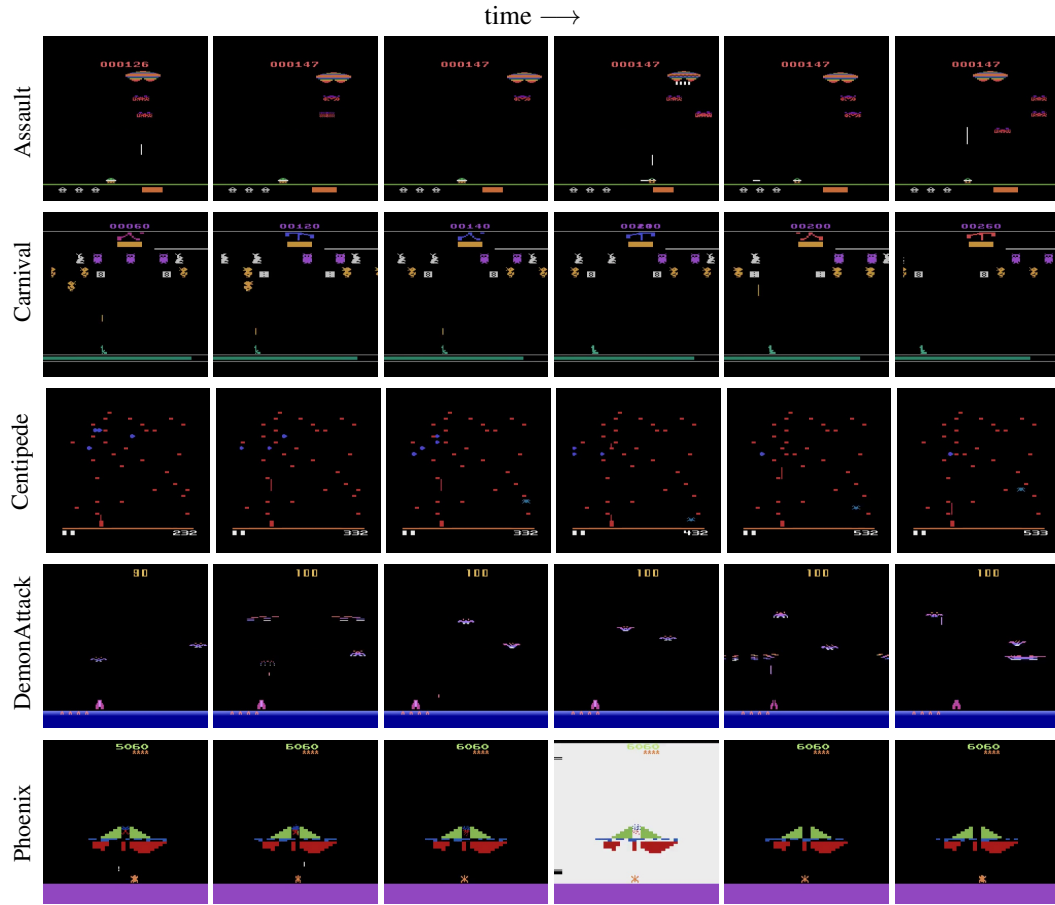 time →
Assault
000126 000147 000147 000147 000147 000147
Carnival
00060 00120 00140 00200 00260
Centipede
232 332 332 432 532 533
DemonAttack
90 100 100 100 100 100
Phoenix
5060 6060 6060 6060 6060 6060